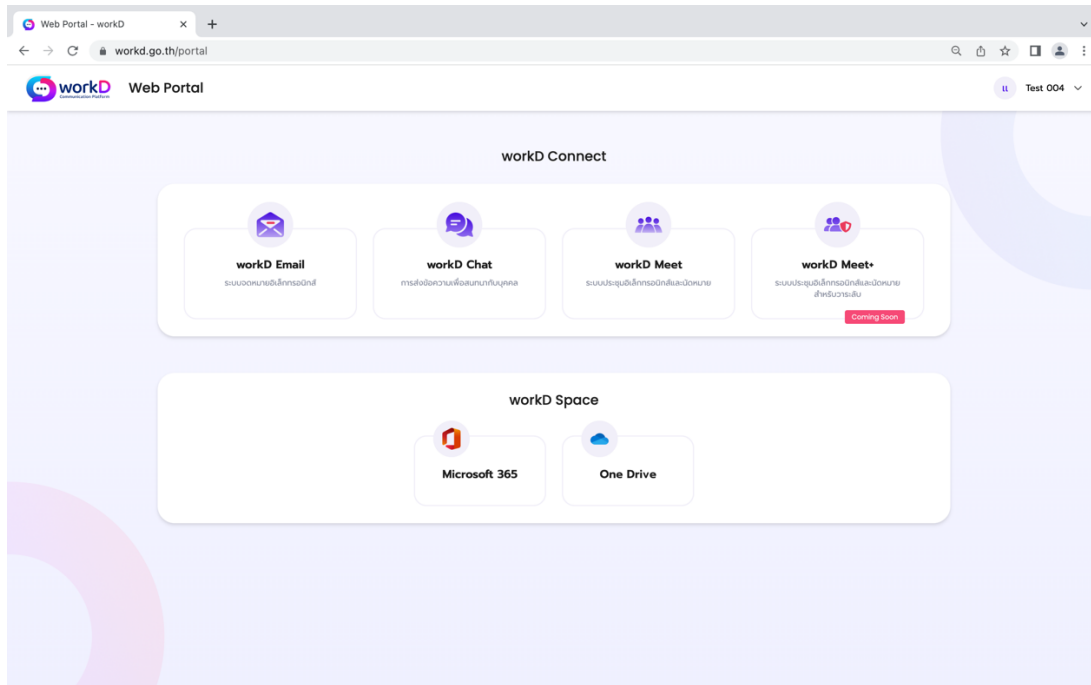 Web Portal - workD
workd.go.th/portal
workD
Communication Platform
Web Portal
แ
Test 004
workD Connect
workD Email
ระบบจดหมายอิเล็กทรอนิกส์
workD Chat
การส่งข้อความเพื่อสนทนากับบุคคล
workD Meet
ระบบประชุมอิเล็กทรอนิกส์และนัดหมาย
workD Meet+
ระบบประชุมอิเล็กทรอนิกส์และนัดหมาย
สำหรับวาระลับ
Coming Soon
workD Space
Microsoft 365
One Drive